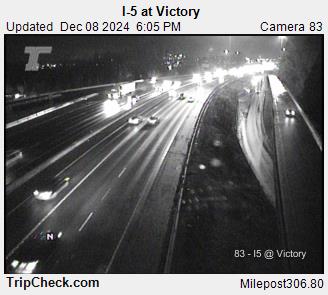 I-5 at Victory
Updated Dec 08 2024 6:05 PM Camera 83
T
N
83 - I5 @ Victory
TripCheck.com Milepost306.80